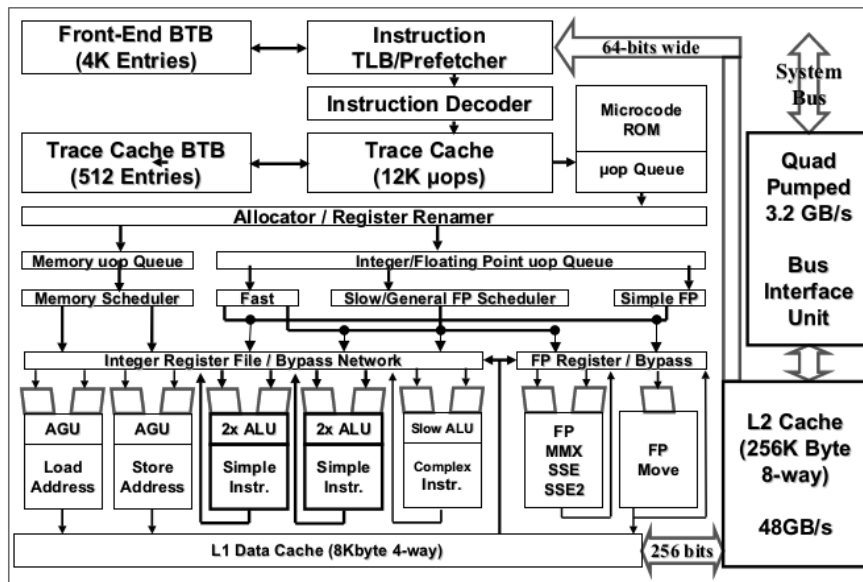 Front-End BTB
(4K Entries)
Instruction
TLB/Prefetcher
64-bits wide
System
Bus
Instruction Decoder
Microcode
ROM
Trace Cache BTB
(512 Entries)
Trace Cache
(12K µops)
µop Queue
Quad
Pumped
3.2 GB/s
Bus
Interface
Unit
Allocator / Register Renamer
Memory uop Queue
Integer/Floating Point uop Queue
Memory Scheduler
Fast
Slow/General FP Scheduler
Simple FP
Integer Register File / Bypass Network
FP Register / Bypass
AGU
Load
Address
AGU
Store
Address
2x ALU
Simple
Instr.
2x ALU
Simple
Instr.
Slow ALU
Complex
Instr.
FP
MMX
SSE
SSE2
FP
Move
L2 Cache
(256K Byte
8-way)
48GB/s
L1 Data Cache (8Kbyte 4-way)
256 bits